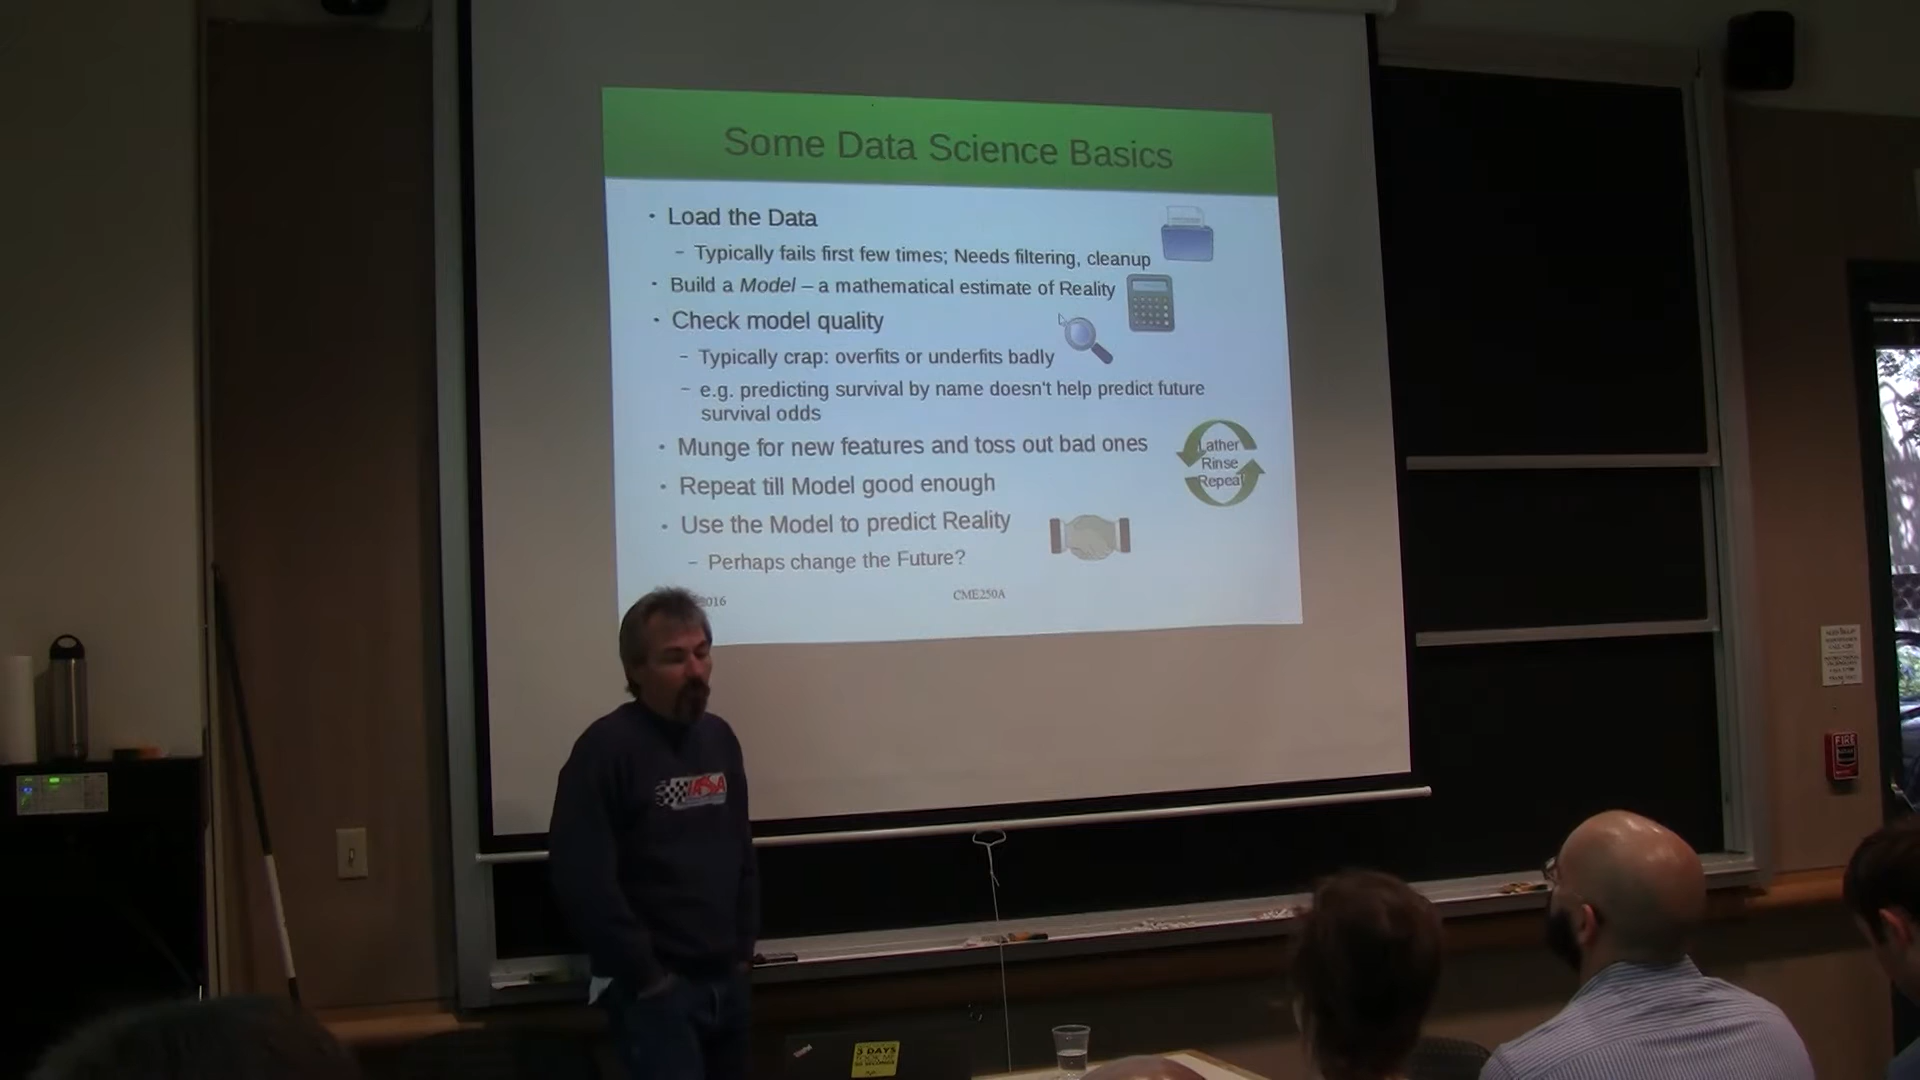 Some Data Science Basics
• Load the Data
– Typically fails first few times; Needs filtering, cleanup
• Build a Model – a mathematical estimate of Reality
• Check model quality
– Typically crap: overfits or underfits badly
– e.g. predicting survival by name doesn't help predict future
survival odds
• Munge for new features and toss out bad ones
Lather
Rinse
Repeat
• Repeat till Model good enough
• Use the Model to predict Reality
– Perhaps change the Future?
2016
CME250A
FIRE
3 DAYS